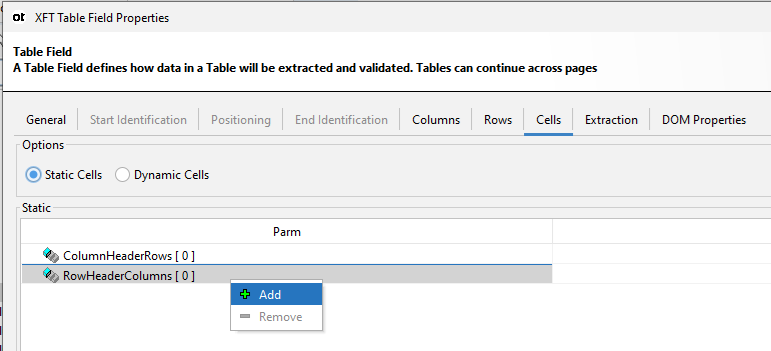 ot XFT Table Field Properties
Table Field
A Table Field defines how data in a Table will be extracted and validated. Tables can continue across pages
General Start Identification Positioning End Identification Columns Rows Cells Extraction DOM Properties
Options
Static Cells Dynamic Cells
Static
Parm
ColumnHeaderRows [ 0 ]
RowHeaderColumns [ 0 ]
Add
Remove